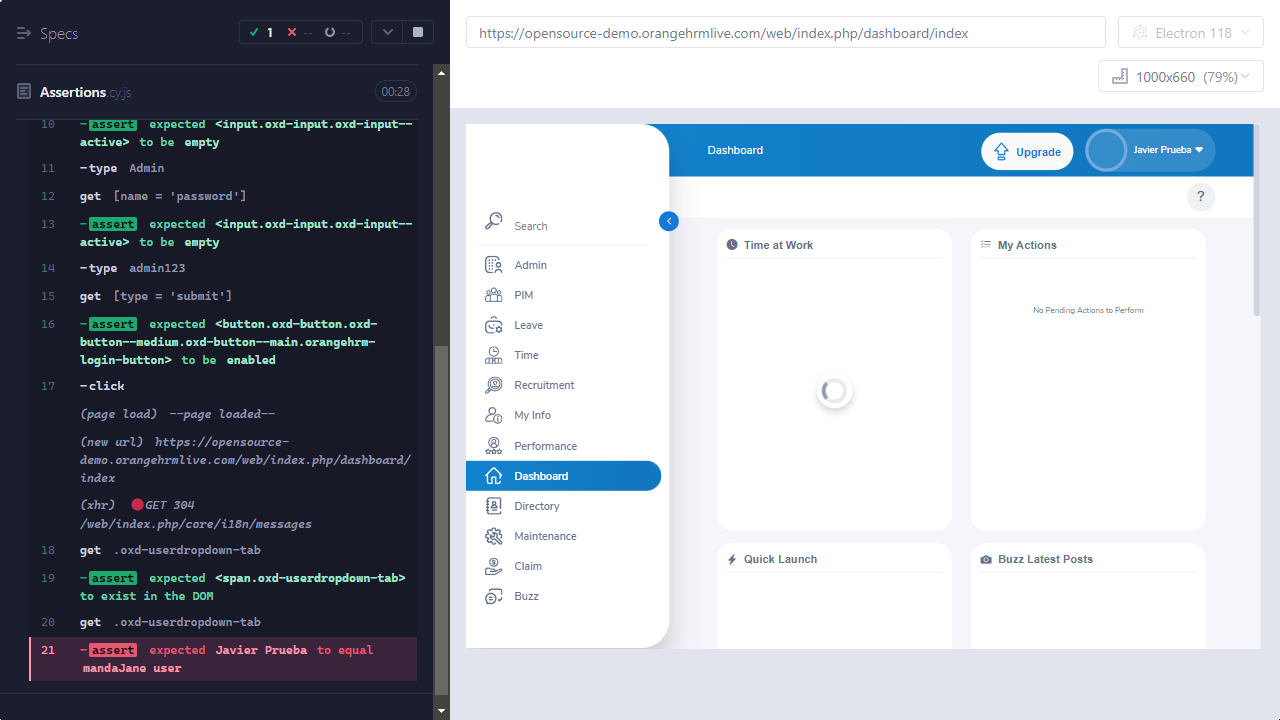 Specs
1
--
--
Assertions.cy.js
00:28
10 -assert expected <input.oxd-input.oxd-input--
active> to be empty
11 -type Admin
12 get [name = 'password']
13 -assert expected <input.oxd-input.oxd-input--
active> to be empty
14 -type admin123
15 get [type = 'submit']
16 -assert expected <button.oxd-button.oxd-
button--medium.oxd-button--main.orangehrm-
login-button> to be enabled
17 -click
(page load) --page loaded--
(new url) https://opensource-
demo.orangehrmlive.com/web/index.php/dashboard/
index
(xhr) GET 304
/web/index.php/core/i18n/messages
18 get .oxd-userdropdown-tab
19 -assert expected <span.oxd-userdropdown-tab>
to exist in the DOM
20 get .oxd-userdropdown-tab
21 -assert expected Javier Prueba to equal
mandaJane user
https://opensource-demo.orangehrmlive.com/web/index.php/dashboard/index
Electron 118
1000x660 (79%)
Dashboard
Upgrade
Javier Prueba
?
Search
Admin
PIM
Leave
Time
Recruitment
My Info
Performance
Dashboard
Directory
Maintenance
Claim
Buzz
Time at Work
My Actions
No Pending Actions to Perform
Quick Launch
Buzz Latest Posts